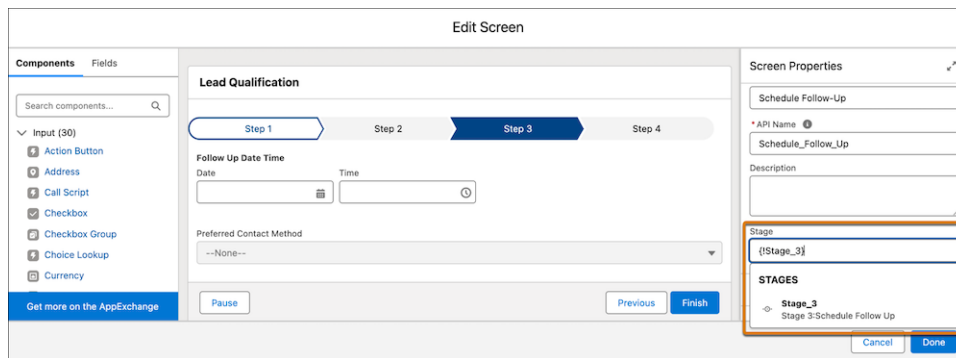 Edit Screen
Components Fields
Search components...
Input (30)
Action Button
Address
Call Script
Checkbox
Checkbox Group
Choice Lookup
Currency
Get more on the AppExchange
Lead Qualification
Step 1 Step 2 Step 3 Step 4
Follow Up Date Time
Date Time
Preferred Contact Method
--None--
Pause Previous Finish
Screen Properties
Schedule Follow-Up
* API Name
Schedule_Follow_Up
Description
Stage
{!Stage_3}
STAGES
Stage_3
Stage 3:Schedule Follow Up
Cancel Done